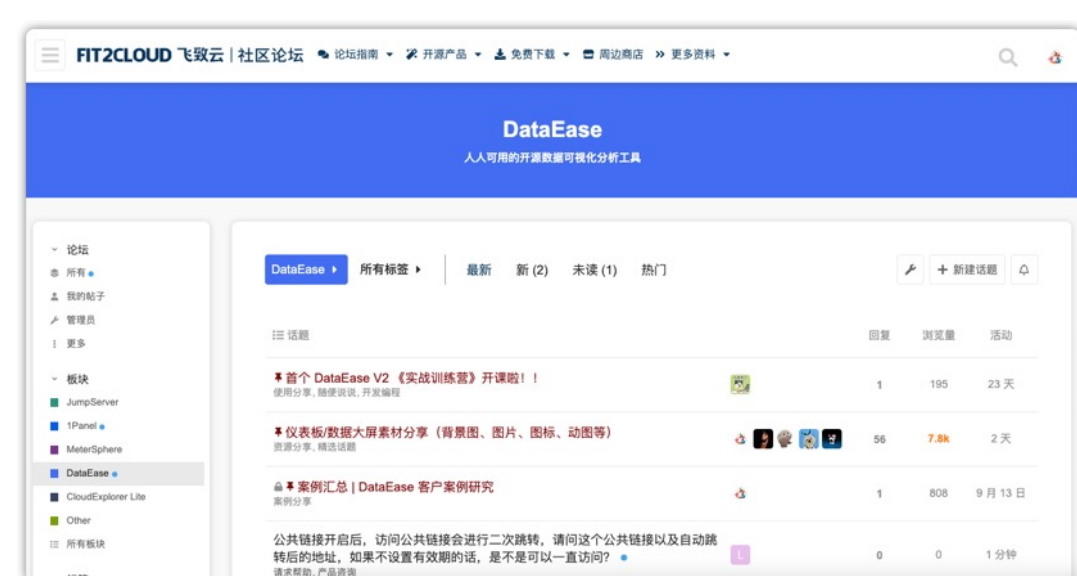 FIT2CLOUD 飞致云 | 社区论坛 论坛指南 开源产品 免费下载 周边商店 更多资料
DataEase
人人可用的开源数据可视化分析工具
论坛
所有
我的帖子
管理员
更多
板块
JumpServer
1Panel
MeterSphere
DataEase
CloudExplorer Lite
Other
所有板块
DataEase 所有标签 最新 新 (2) 未读 (1) 热门 新建话题
话题 回复 浏览量 活动
首个 DataEase V2 《实战训练营》开课啦！！ 1 195 23 天
使用分享, 随便说说, 开发编程
仪表板/数据大屏素材分享（背景图、图片、图标、动图等） 56 7.8k 2 天
资源分享, 精选话题
案例汇总 | DataEase 客户案例研究 1 808 9 月 13 日
案例分享
公共链接开启后，访问公共链接会进行二次跳转，请问这个公共链接以及自动跳
转后的地址，如果不设置有效期的话，是不是可以一直访问？ L 0 0 1 分钟
请求帮助, 产品咨询